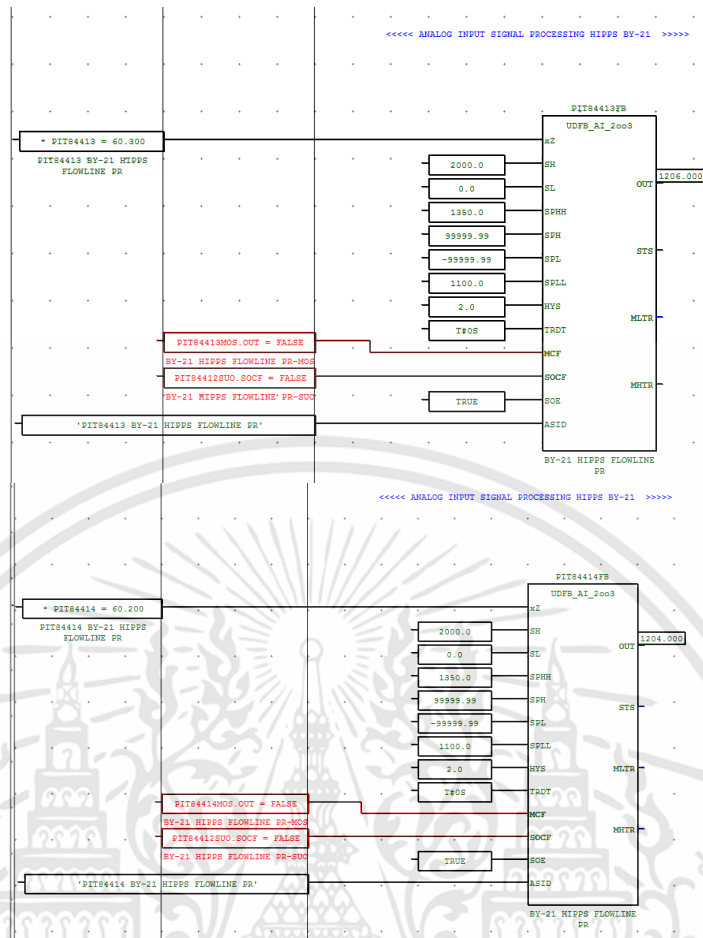 <<<<< ANALOG INPUT SIGNAL PROCESSING HIPPS BY-21 >>>>>
PIT84413FB
UDFB_AI_2oo3
* PIT84413 = 60.300
xZ
PIT84413 BY-21 HIPPS
FLOWLINE PR
2000.0
SH
OUT
1206.000
0.0
SL
1350.0
SPHH
99999.99
SPH
STS
-99999.99
SPL
1100.0
SPLL
2.0
HYS
MLTR
T#0S
TRDT
PIT84413MOS.OUT = FALSE
MCF
BY-21 HIPPS FLOWLINE PR-MOS
PIT84412SUO.SOCF = FALSE
SOCF
MHTR
BY-21 HIPPS FLOWLINE PR-SUO
TRUE
SOE
'PIT84413 BY-21 HIPPS FLOWLINE PR'
ASID
BY-21 HIPPS FLOWLINE
PR
<<<<< ANALOG INPUT SIGNAL PROCESSING HIPPS BY-21 >>>>>
PIT84414FB
UDFB_AI_2oo3
* PIT84414 = 60.200
xZ
PIT84414 BY-21 HIPPS
FLOWLINE PR
2000.0
SH
OUT
1204.000
0.0
SL
1350.0
SPHH
99999.99
SPH
STS
-99999.99
SPL
1100.0
SPLL
2.0
HYS
MLTR
T#0S
TRDT
PIT84414MOS.OUT = FALSE
MCF
BY-21 HIPPS FLOWLINE PR-MOS
PIT84412SUO.SOCF = FALSE
SOCF
MHTR
BY-21 HIPPS FLOWLINE PR-SUO
TRUE
SOE
'PIT84414 BY-21 HIPPS FLOWLINE PR'
ASID
BY-21 HIPPS FLOWLINE
PR